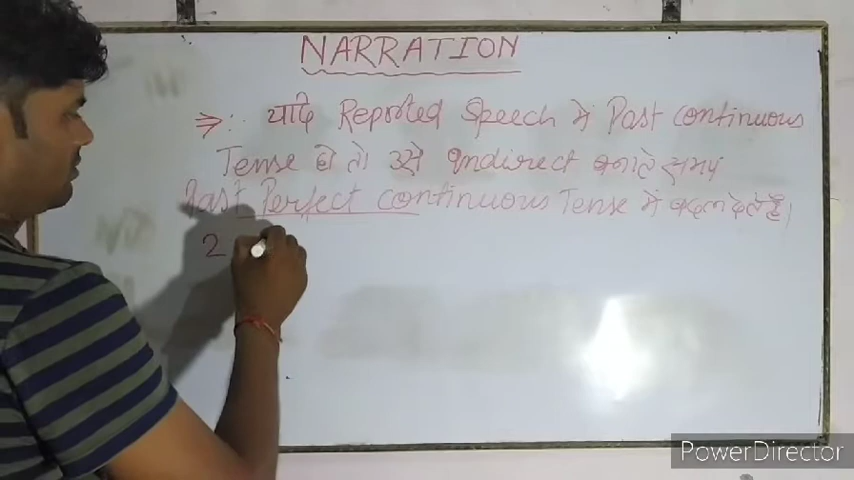 NARRATION
⇒: यदि Reported Speech में Past continuous
Tense हो तो उसे Indirect बनाते समय
Past Perfect continuous Tense में बदल देते हैं।
2
PowerDirector